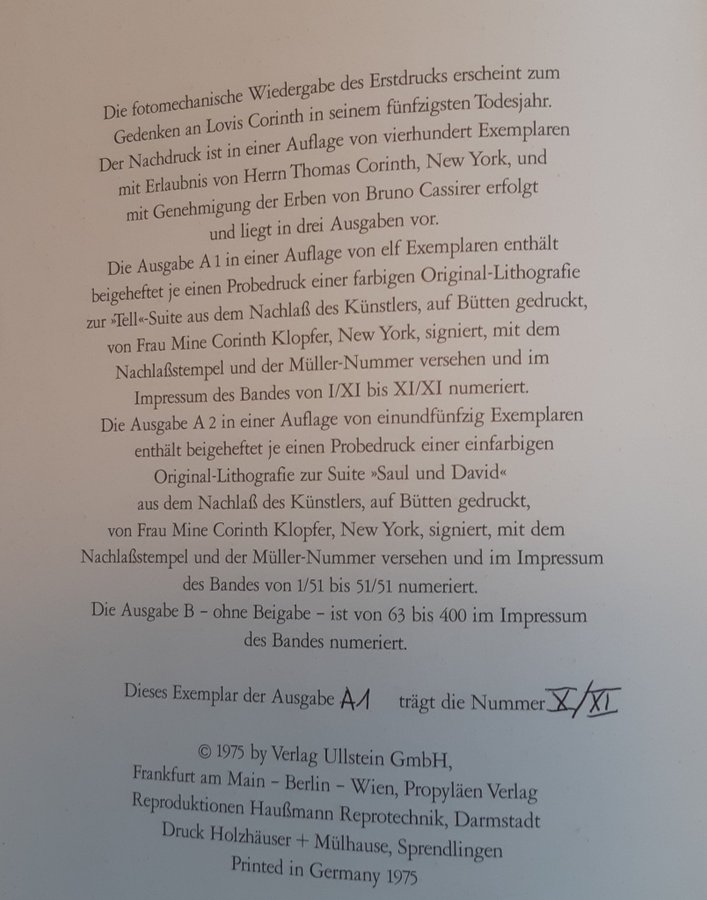 Die fotomechanische Wiedergabe des Erstdrucks erscheint zum
Gedenken an Lovis Corinth in seinem fünfzigsten Todesjahr.
Der Nachdruck ist in einer Auflage von vierhundert Exemplaren
mit Erlaubnis von Herrn Thomas Corinth, New York, und
mit Genehmigung der Erben von Bruno Cassirer erfolgt
und liegt in drei Ausgaben vor.
Die Ausgabe A 1 in einer Auflage von elf Exemplaren enthält
beigeheftet je einen Probedruck einer farbigen Original-Lithografie
zur »Tell«-Suite aus dem Nachlaß des Künstlers, auf Bütten gedruckt,
von Frau Mine Corinth Klopfer, New York, signiert, mit dem
Nachlaßstempel und der Müller-Nummer versehen und im
Impressum des Bandes von I/XI bis XI/XI numeriert.
Die Ausgabe A 2 in einer Auflage von einundfünfzig Exemplaren
enthält beigeheftet je einen Probedruck einer einfarbigen
Original-Lithografie zur Suite »Saul und David«
aus dem Nachlaß des Künstlers, auf Bütten gedruckt,
von Frau Mine Corinth Klopfer, New York, signiert, mit dem
Nachlaßstempel und der Müller-Nummer versehen und im Impressum
des Bandes von 1/51 bis 51/51 numeriert.
Die Ausgabe B – ohne Beigabe – ist von 63 bis 400 im Impressum
des Bandes numeriert.
Dieses Exemplar der Ausgabe A1 trägt die Nummer X/XI
© 1975 by Verlag Ullstein GmbH,
Frankfurt am Main – Berlin – Wien, Propyläen Verlag
Reproduktionen Haußmann Reprotechnik, Darmstadt
Druck Holzhäuser + Mülhause, Sprendlingen
Printed in Germany 1975